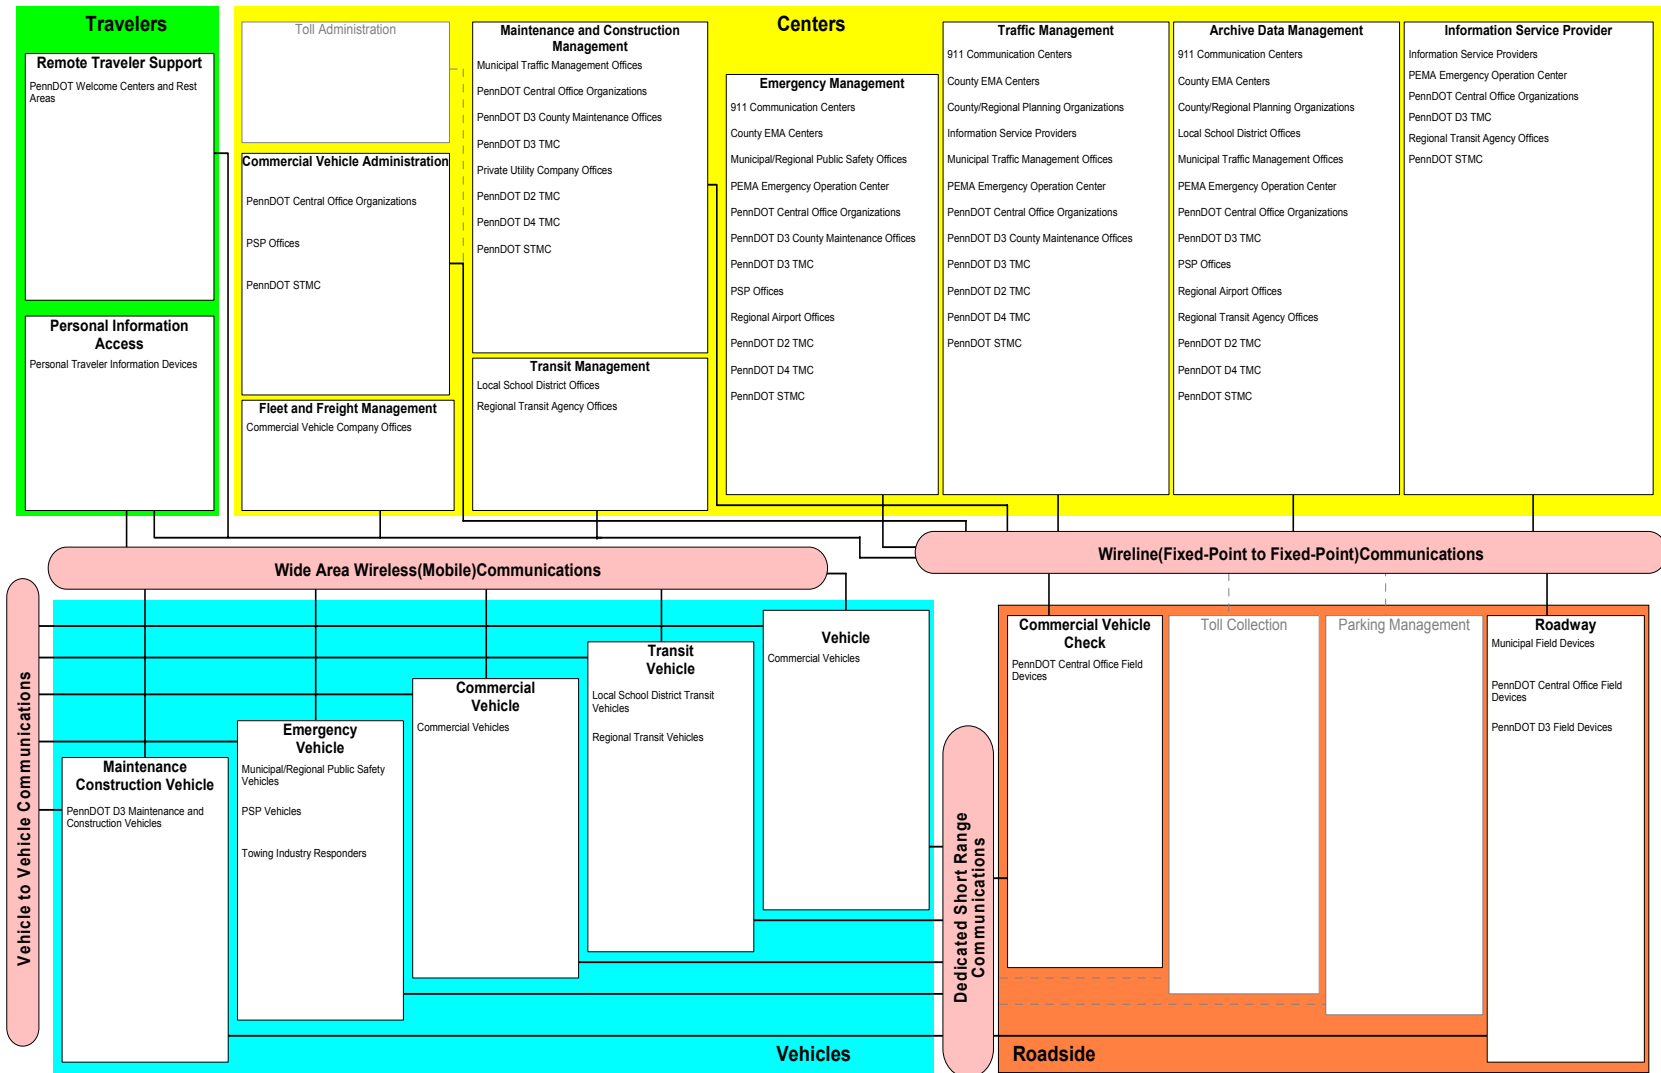 Travelers
Remote Traveler Support
PennDOT Welcome Centers and Rest
Areas
Personal Information
Access
Personal Traveler Information Devices
Centers
Toll Administration
Commercial Vehicle Administration
PennDOT Central Office Organizations
PSP Offices
PennDOT STMC
Fleet and Freight Management
Commercial Vehicle Company Offices
Maintenance and Construction
Management
Municipal Traffic Management Offices
PennDOT Central Office Organizations
PennDOT D3 County Maintenance Offices
PennDOT D3 TMC
Private Utility Company Offices
PennDOT D2 TMC
PennDOT D4 TMC
PennDOT STMC
Transit Management
Local School District Offices
Regional Transit Agency Offices
Emergency Management
911 Communication Centers
County EMA Centers
Municipal/Regional Public Safety Offices
PEMA Emergency Operation Center
PennDOT Central Office Organizations
PennDOT D3 County Maintenance Offices
PennDOT D3 TMC
PSP Offices
Regional Airport Offices
PennDOT D2 TMC
PennDOT D4 TMC
PennDOT STMC
Traffic Management
911 Communication Centers
County EMA Centers
County/Regional Planning Organizations
Information Service Providers
Municipal Traffic Management Offices
PEMA Emergency Operation Center
PennDOT Central Office Organizations
PennDOT D3 County Maintenance Offices
PennDOT D3 TMC
PennDOT D2 TMC
PennDOT D4 TMC
PennDOT STMC
Archive Data Management
911 Communication Centers
County EMA Centers
County/Regional Planning Organizations
Local School District Offices
Municipal Traffic Management Offices
PEMA Emergency Operation Center
PennDOT Central Office Organizations
PennDOT D3 TMC
PSP Offices
Regional Airport Offices
Regional Transit Agency Offices
PennDOT D2 TMC
PennDOT D4 TMC
PennDOT STMC
Information Service Provider
Information Service Providers
PEMA Emergency Operation Center
PennDOT Central Office Organizations
PennDOT D3 TMC
Regional Transit Agency Offices
PennDOT STMC
Wide Area Wireless(Mobile)Communications
Wireline(Fixed-Point to Fixed-Point)Communications
Vehicle to Vehicle Communications
Maintenance
Construction Vehicle
PennDOT D3 Maintenance and
Construction Vehicles
Emergency
Vehicle
Municipal/Regional Public Safety
Vehicles
PSP Vehicles
Towing Industry Responders
Commercial
Vehicle
Commercial Vehicles
Transit
Vehicle
Local School District Transit
Vehicles
Regional Transit Vehicles
Vehicle
Commercial Vehicles
Vehicles
Dedicated Short Range
Communications
Commercial Vehicle
Check
PennDOT Central Office Field
Devices
Toll Collection
Parking Management
Roadway
Municipal Field Devices
PennDOT Central Office Field
Devices
PennDOT D3 Field Devices
Roadside